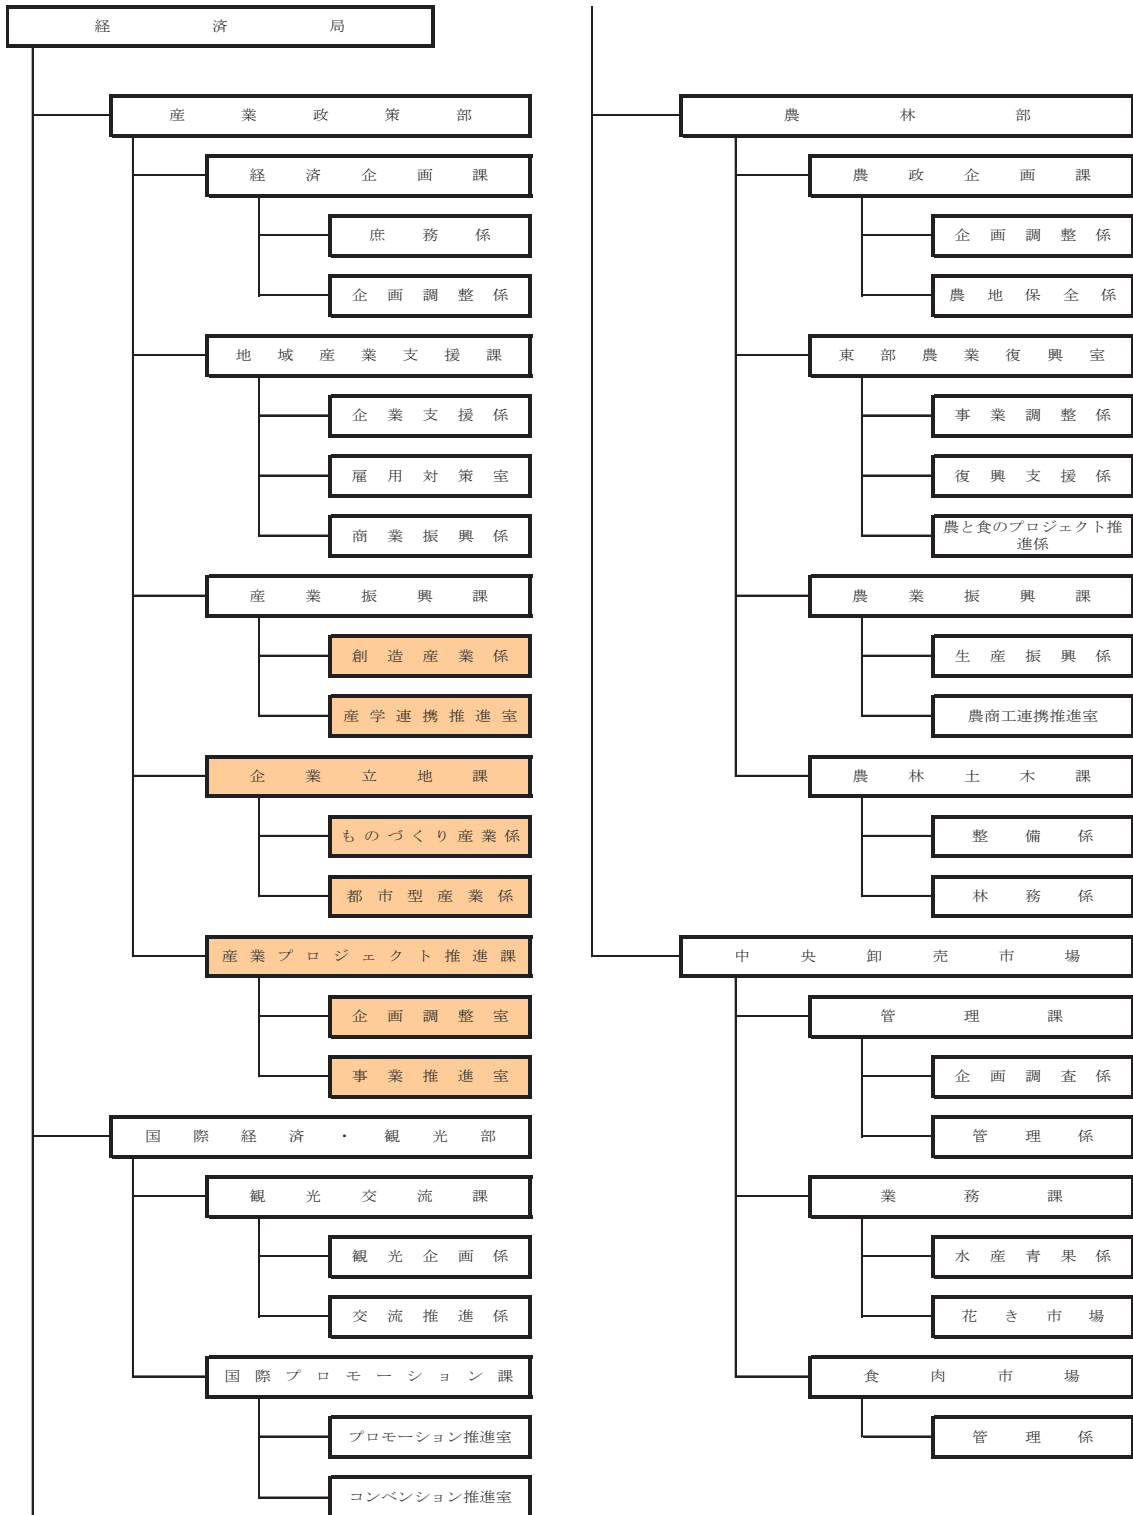 経済局
産業政策部
経済企画課
庶務係
企画調整係
地域産業支援課
企業支援係
雇用対策室
商業振興係
産業振興課
創造産業係
産学連携推進室
企業立地課
ものづくり産業係
都市型産業係
産業プロジェクト推進課
企画調整室
事業推進室
国際経済・観光部
観光交流課
観光企画係
交流推進係
国際プロモーション課
プロモーション推進室
コンベンション推進室
農林部
農政企画課
企画調整係
農地保全係
東部農業復興室
事業調整係
復興支援係
農と食のプロジェクト推
進係
農業振興課
生産振興係
農商工連携推進室
農林土木課
整備係
林務係
中央卸売市場
管理課
企画調査係
管理係
業務課
水産青果係
花き市場
食肉市場
管理係